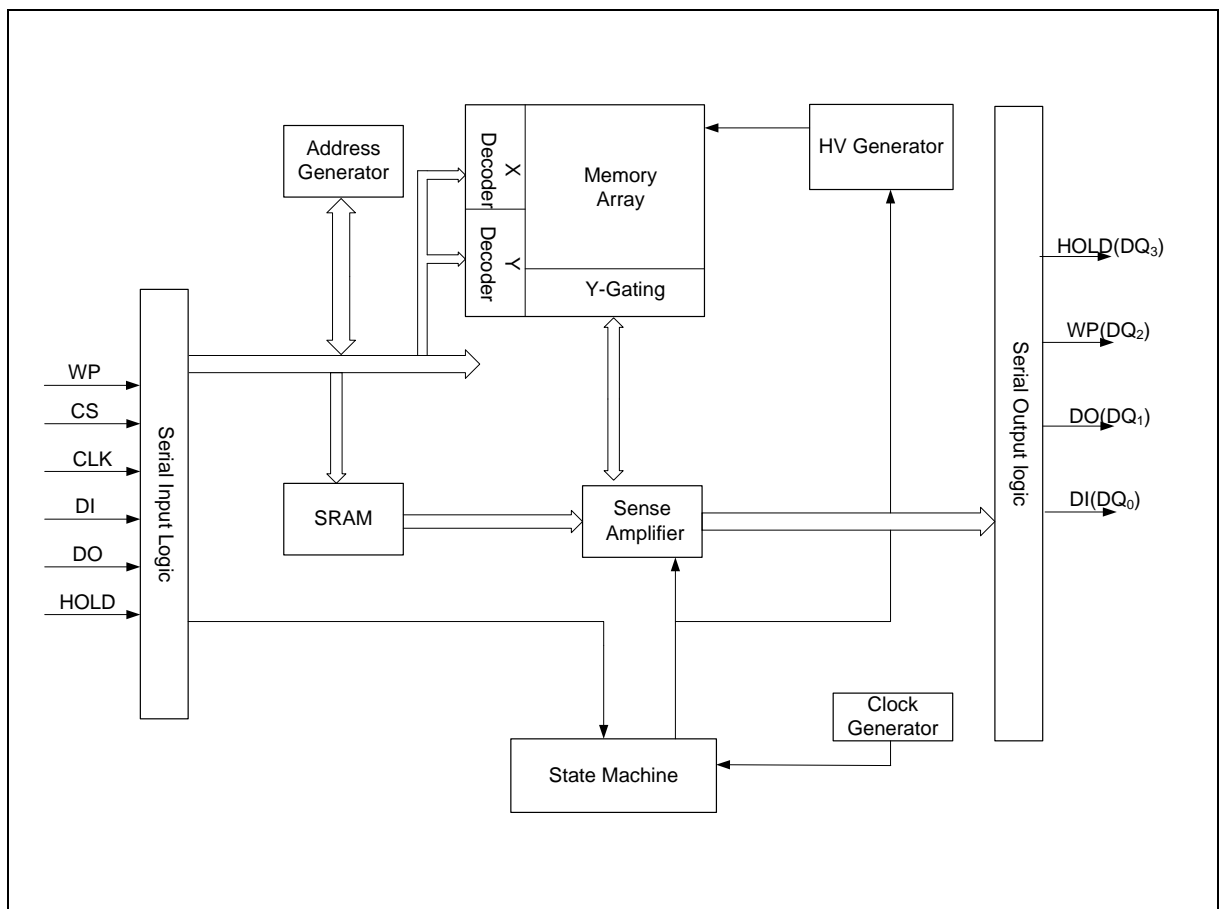 Address
Generator
X
Decoder
Y
Decoder
Memory
Array
Y-Gating
HV Generator
WP
CS
CLK
DI
DO
HOLD
Serial Input Logic
SRAM
Sense
Amplifier
Serial Output logic
HOLD(DQ₃)
WP(DQ₂)
DO(DQ₁)
DI(DQ₀)
Clock
Generator
State Machine